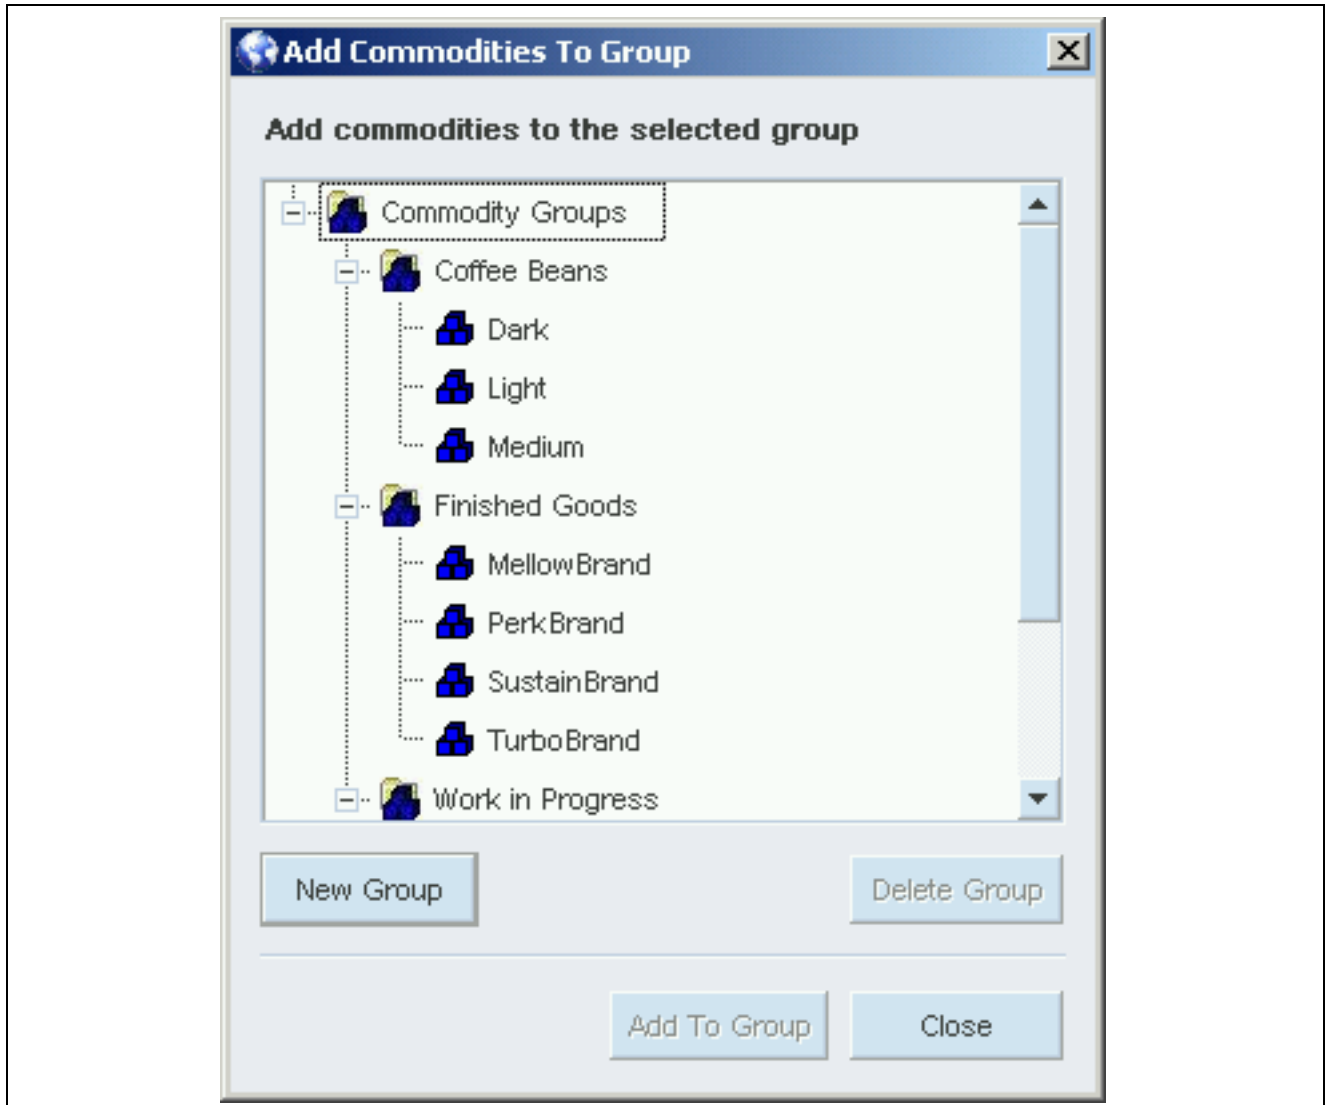 Add Commodities To Group
Add commodities to the selected group
Commodity Groups
Coffee Beans
Dark
Light
Medium
Finished Goods
MellowBrand
PerkBrand
SustainBrand
TurboBrand
Work in Progress
New Group
Delete Group
Add To Group
Close